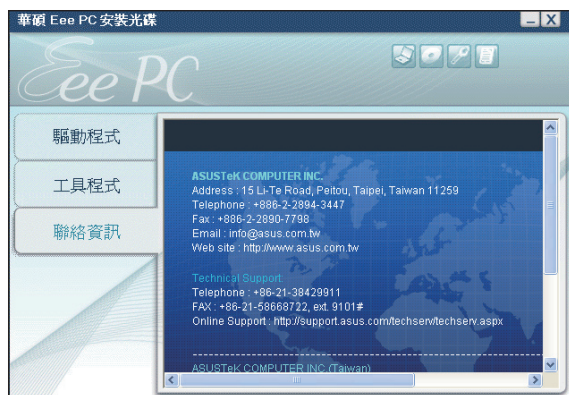 華碩 Eee PC 安裝光碟
Eee PC
驅動程式
工具程式
聯絡資訊
ASUSTeK COMPUTER INC.
Address : 15 Li-Te Road, Peitou, Taipei, Taiwan 11259
Telephone : +886-2-2894-3447
Fax : +886-2-2890-7798
Email : info@asus.com.tw
Web site : http://www.asus.com.tw
Technical Support
Telephone : +86-21-38429911
FAX : +86-21-58668722, ext. 9101#
Online Support : http://support.asus.com/techserv/techserv.aspx
ASUSTeK COMPUTER INC.(Taiwan)